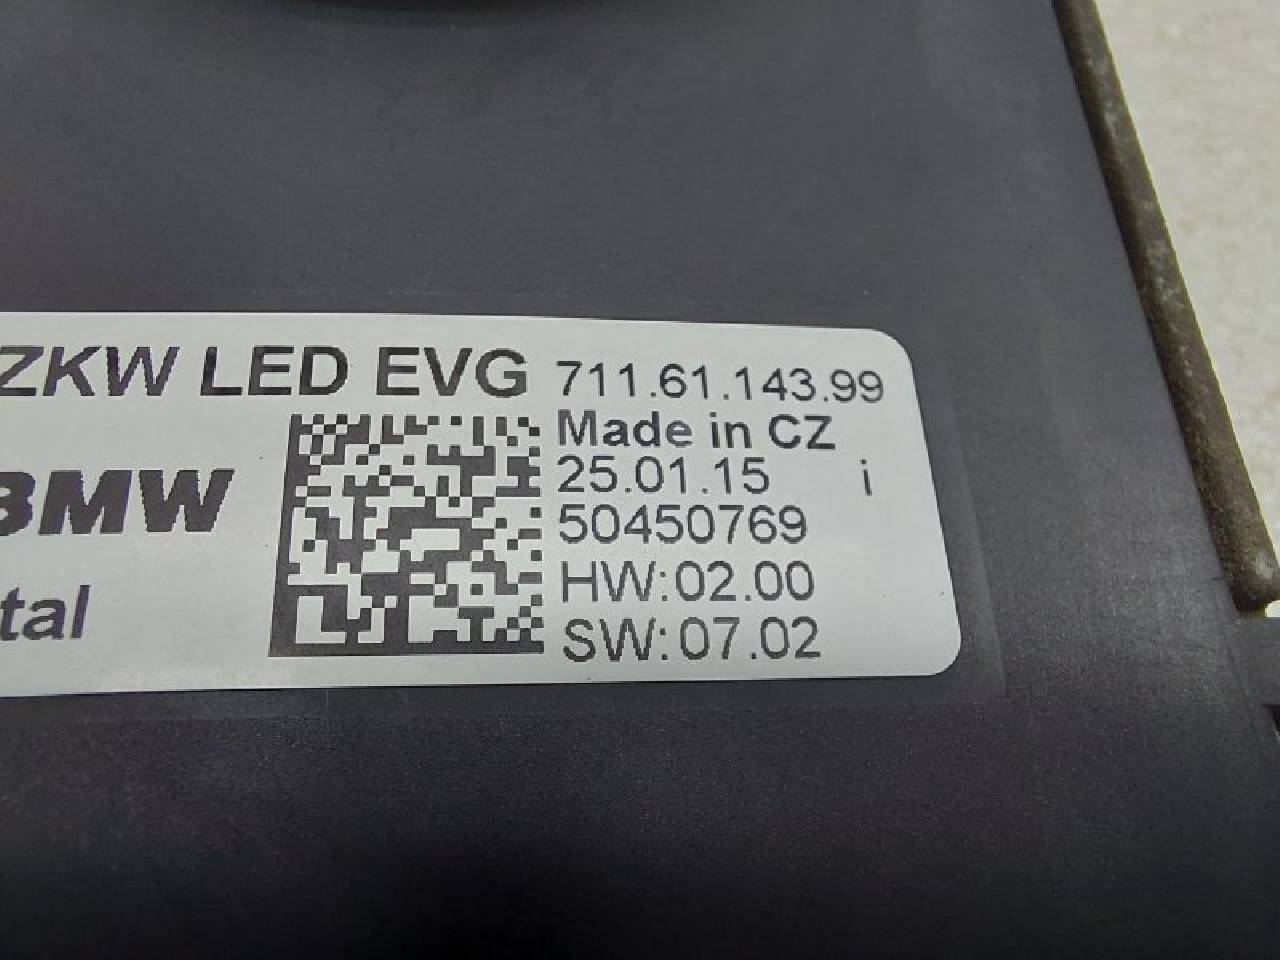 ZKW LED EVG 711.61.143.99
Made in CZ
BMW 25.01.15 i
50450769
tal HW:02.00
SW:07.02